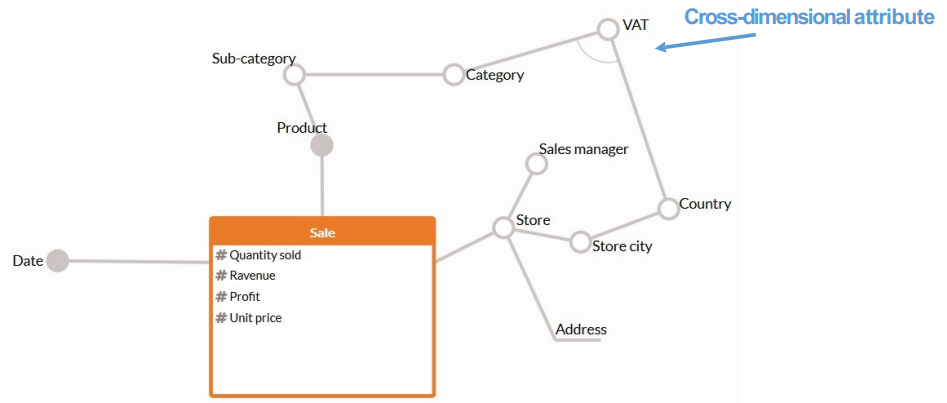 Cross-dimensional attribute
VAT
Sub-category
Category
Product
Sales manager
Country
Store
Store city
Sale
Date
# Quantity sold
# Ravenue
# Profit
# Unit price
Address